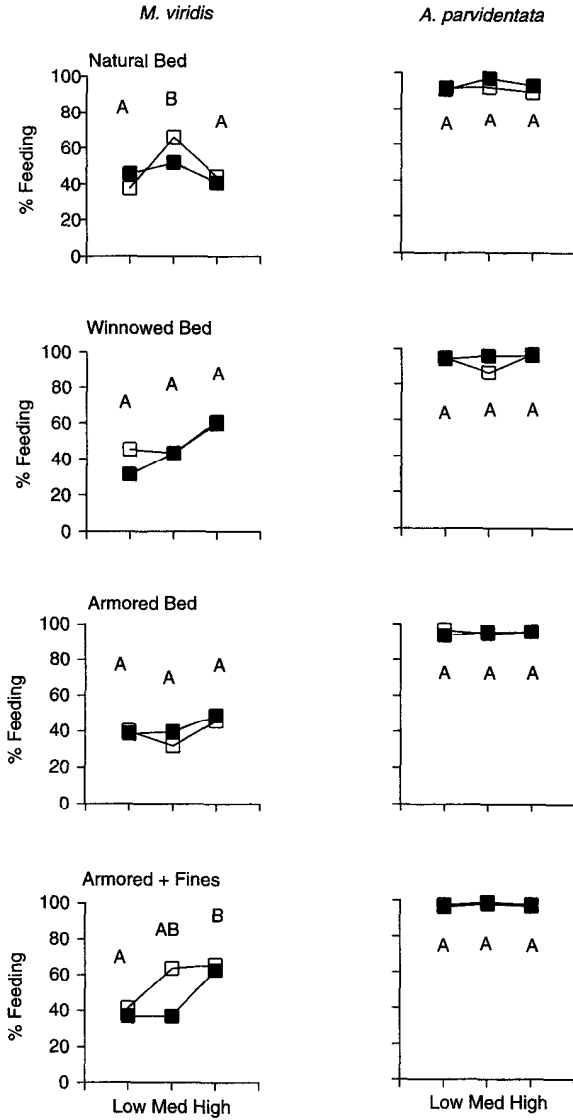 M. viridis A. parvidentata
Natural Bed
100
80
60
40
20
0
% Feeding
A B A
A A A
Winnowed Bed
100
80
60
40
20
0
% Feeding
A A A
A A A
Armored Bed
100
80
60
40
20
0
% Feeding
A A A
A A A
Armored + Fines
100
80
60
40
20
0
% Feeding
A AB B
A A A
Low Med High Low Med High